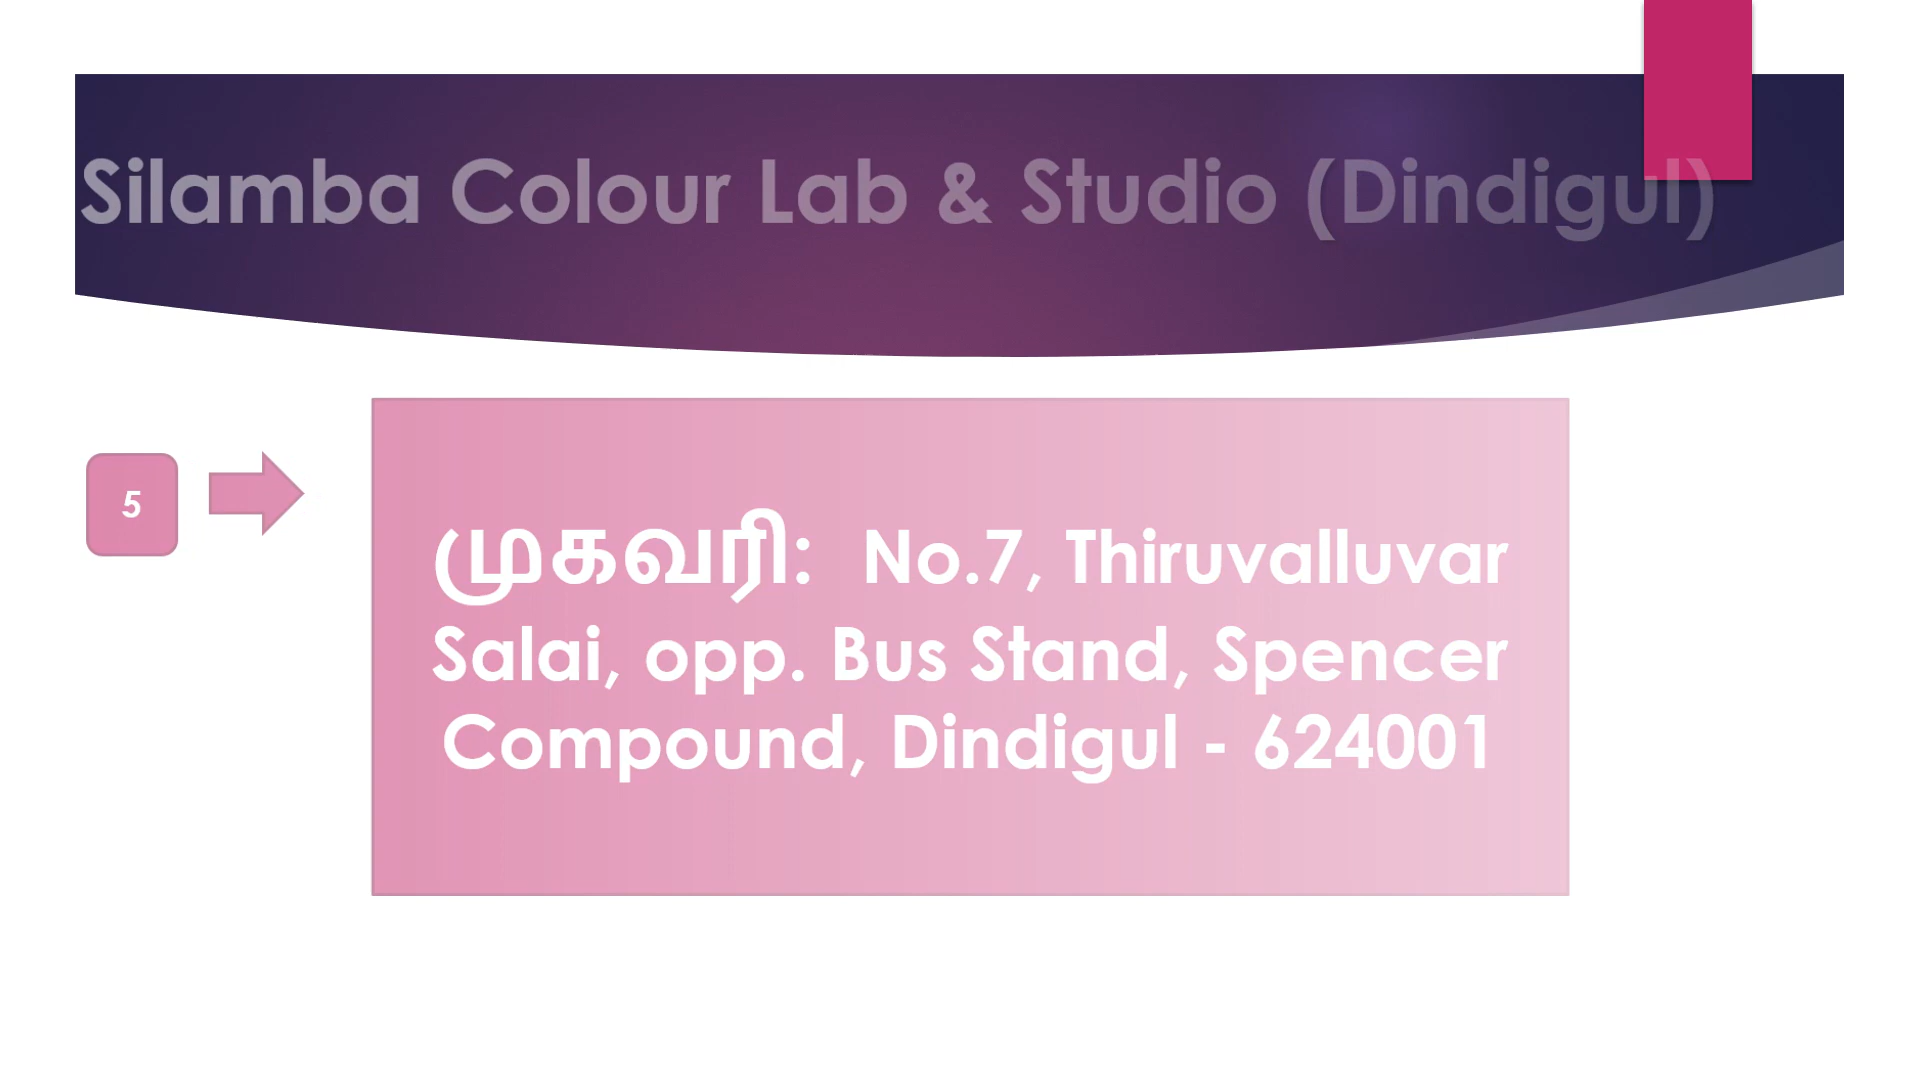 Silamba Colour Lab & Studio (Dindigul)
5
முகவரி: No.7, Thiruvalluvar
Salai, opp. Bus Stand, Spencer
Compound, Dindigul - 624001